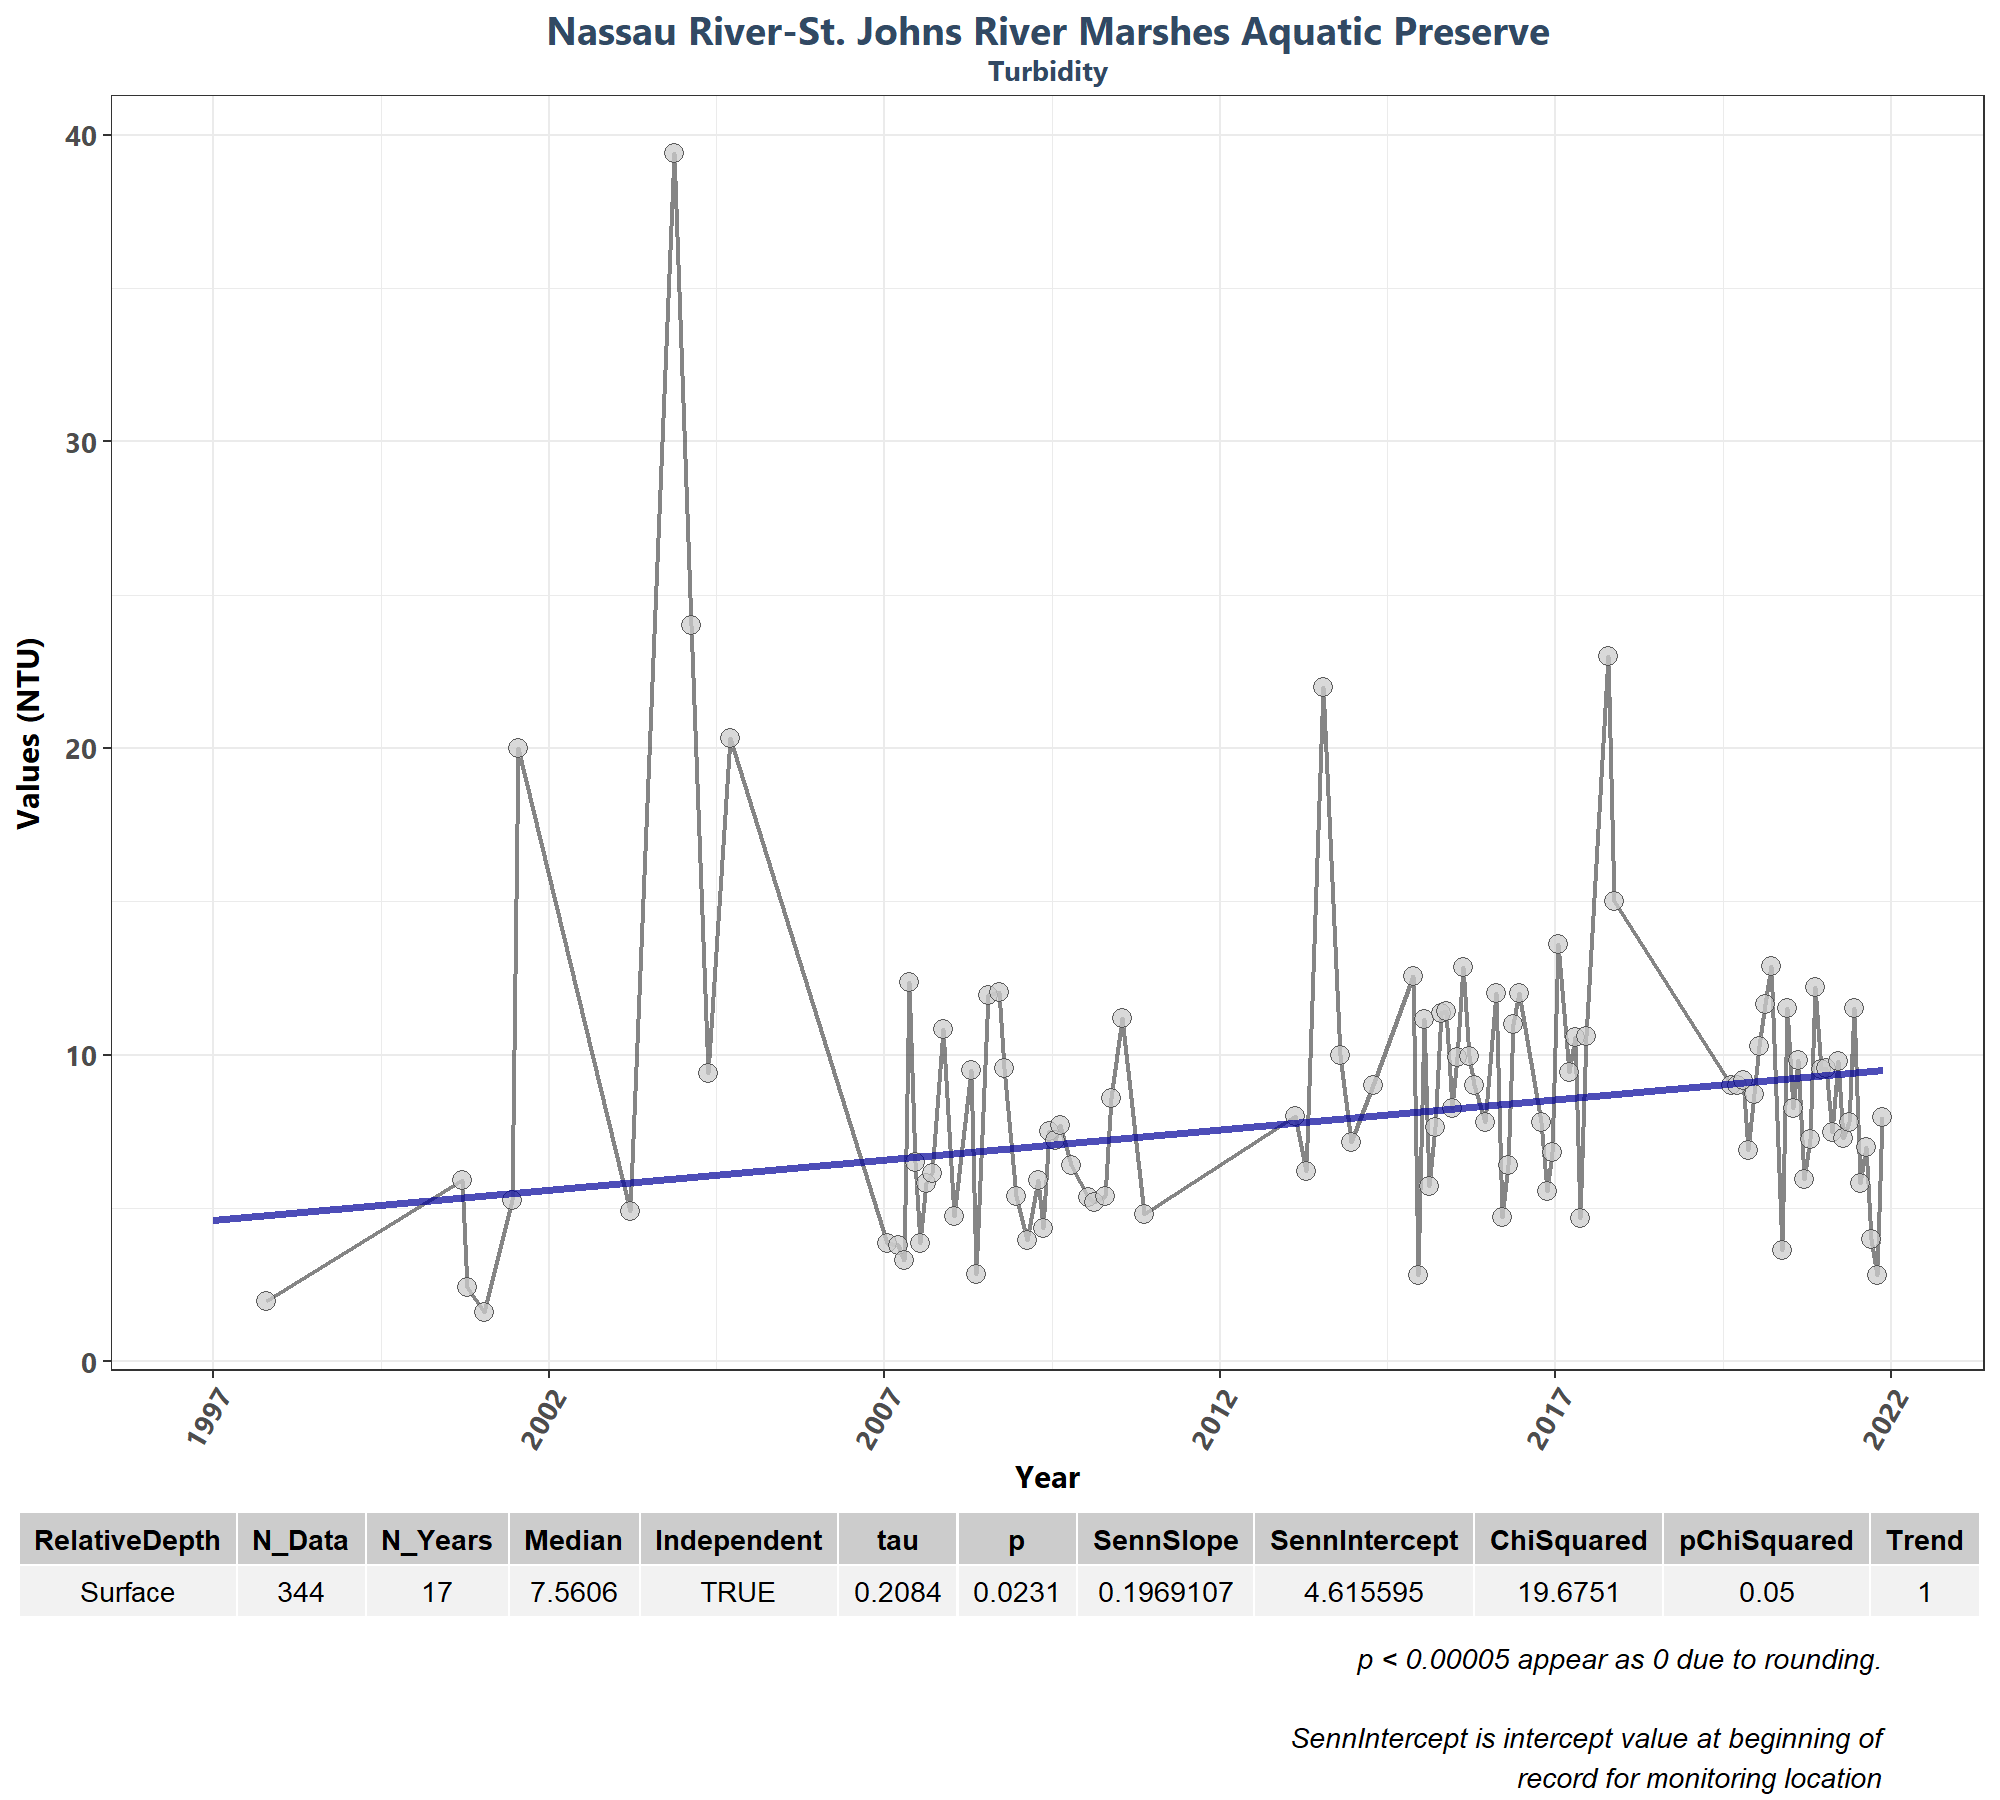 Nassau River-St. Johns River Marshes Aquatic Preserve
Turbidity
Values (NTU)
40
30
20
10
0
1997 2002 2007 2012 2017 2022
Year
RelativeDepth N_Data N_Years Median Independent tau p SennSlope SennIntercept ChiSquared pChiSquared Trend
Surface 344 17 7.5606 TRUE 0.2084 0.0231 0.1969107 4.615595 19.6751 0.05 1
p < 0.00005 appear as 0 due to rounding.
SennIntercept is intercept value at beginning of
record for monitoring location